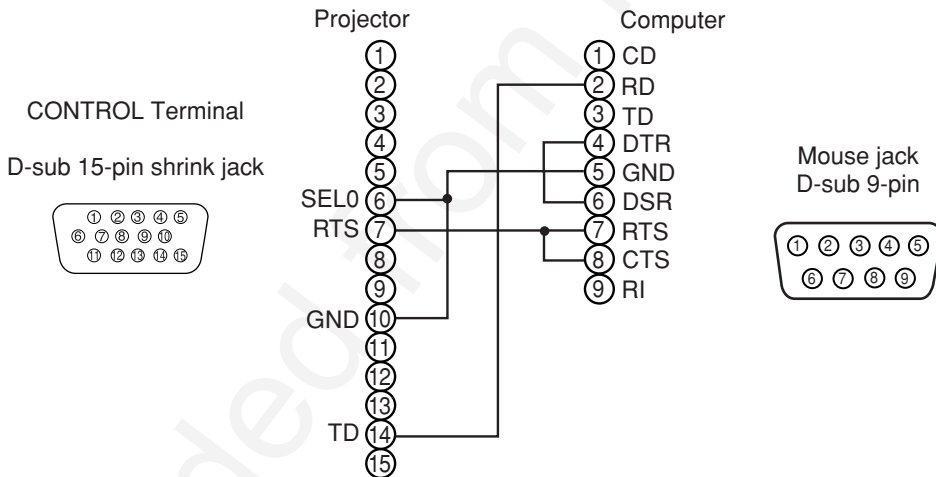 Projector
Computer
CONTROL Terminal
D-sub 15-pin shrink jack
1 2 3 4 5
6 7 8 9 10
11 12 13 14 15
1
2
3
4
5
SEL0 6
RTS 7
8
9
GND 10
11
12
13
TD 14
15
1 CD
2 RD
3 TD
4 DTR
5 GND
6 DSR
7 RTS
8 CTS
9 RI
Mouse jack
D-sub 9-pin
1 2 3 4 5
6 7 8 9
ded from